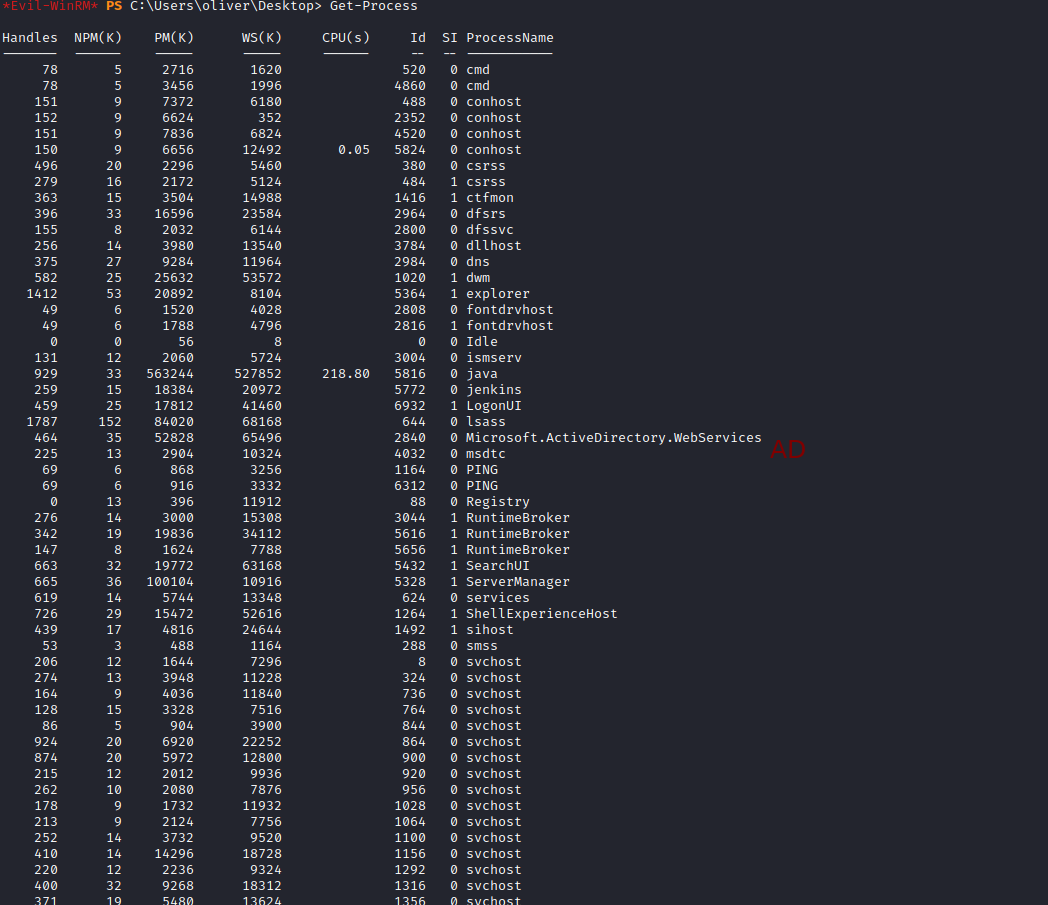 *Evil-WinRM* PS C:\Users\oliver\Desktop> Get-Process
Handles NPM(K) PM(K) WS(K) CPU(s) Id SI ProcessName
78 5 2716 1620 520 0 cmd
78 5 3456 1996 4860 0 cmd
151 9 7372 6180 488 0 conhost
152 9 6624 352 2352 0 conhost
151 9 7836 6824 4520 0 conhost
150 9 6656 12492 0.05 5824 0 conhost
496 20 2296 5460 380 0 csrss
279 16 2172 5124 484 1 csrss
363 15 3504 14988 1416 1 ctfmon
396 33 16596 23584 2964 0 dfsrs
155 8 2032 6144 2800 0 dfssvc
256 14 3980 13540 3784 0 dllhost
375 27 9284 11964 2984 0 dns
582 25 25632 53572 1020 1 dwm
1412 53 20892 8104 5364 1 explorer
49 6 1520 4028 2808 0 fontdrvhost
49 6 1788 4796 2816 1 fontdrvhost
0 0 56 8 0 0 Idle
131 12 2060 5724 3004 0 ismserv
929 33 563244 527852 218.80 5816 0 java
259 15 18384 20972 5772 0 jenkins
459 25 17812 41460 6932 1 LogonUI
1787 152 84020 68168 644 0 lsass
464 35 52828 65496 2840 0 Microsoft.ActiveDirectory.WebServices
AD
225 13 2904 10324 4032 0 msdtc
69 6 868 3256 1164 0 PING
69 6 916 3332 6312 0 PING
0 13 396 11912 88 0 Registry
276 14 3000 15308 3044 1 RuntimeBroker
342 19 19836 34112 5616 1 RuntimeBroker
147 8 1624 7788 5656 1 RuntimeBroker
663 32 19772 63168 5432 1 SearchUI
665 36 100104 10916 5328 1 ServerManager
619 14 5744 13348 624 0 services
726 29 15472 52616 1264 1 ShellExperienceHost
439 17 4816 24644 1492 1 sihost
53 3 488 1164 288 0 smss
206 12 1644 7296 8 0 svchost
274 13 3948 11228 324 0 svchost
164 9 4036 11840 736 0 svchost
128 15 3328 7516 764 0 svchost
86 5 904 3900 844 0 svchost
924 20 6920 22252 864 0 svchost
874 20 5972 12800 900 0 svchost
215 12 2012 9936 920 0 svchost
262 10 2080 7876 956 0 svchost
178 9 1732 11932 1028 0 svchost
213 9 2124 7756 1064 0 svchost
252 14 3732 9520 1100 0 svchost
410 14 14296 18728 1156 0 svchost
220 12 2236 9324 1292 0 svchost
400 32 9268 18312 1316 0 svchost
371 19 5480 13624 1356 0 svchost